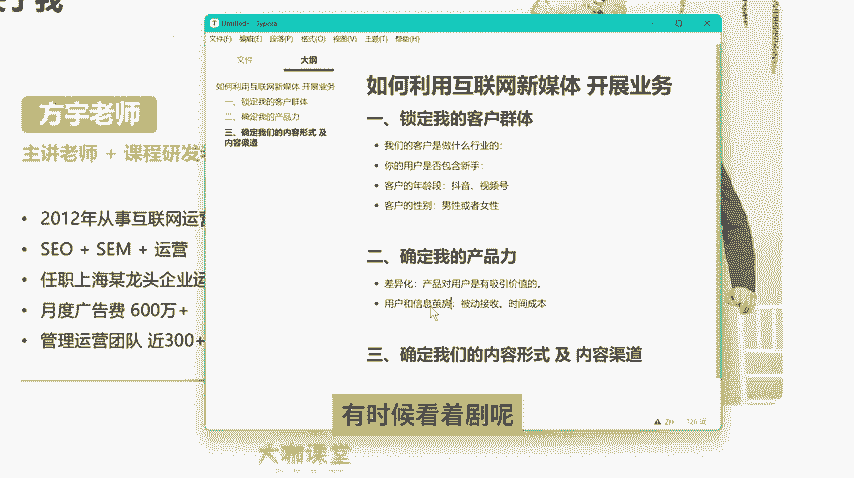 关于我
方宇老师
主讲老师 + 课程研发
• 2012年从事互联网运营
• SEO + SEM + 运营
• 任职上海某龙头企业运
• 月度广告费 600万+
• 管理运营团队 近300+
Untitled - Typora
文件(F) 编辑(E) 段落(P) 格式(O) 视图(V) 主题(T) 帮助(H)
文件 大纲
如何利用互联网新媒体 开展业务
一、锁定我的客户群体
二、确定我的产品力
三、确定我们的内容形式 及
内容渠道
如何利用互联网新媒体 开展业务
一、锁定我的客户群体
• 我们的客户是做什么行业的:
• 你的用户是否包含新手:
• 客户的年龄段：抖音、视频号
• 客户的性别：男性或者女性
二、确定我的产品力
• 差异化：产品对用户是有吸引价值的。
• 用户和信息茧房：被动接收、时间成本
三、确定我们的内容形式 及 内容渠道
有时候看着剧呢
126 词